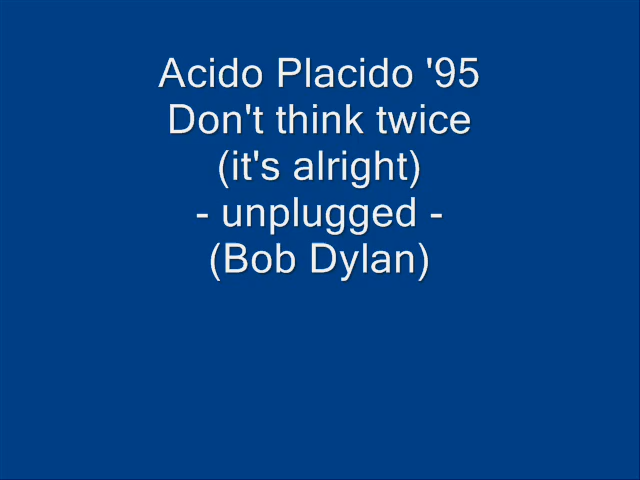 Acido Placido '95
Don't think twice
(it's alright)
- unplugged -
(Bob Dylan)